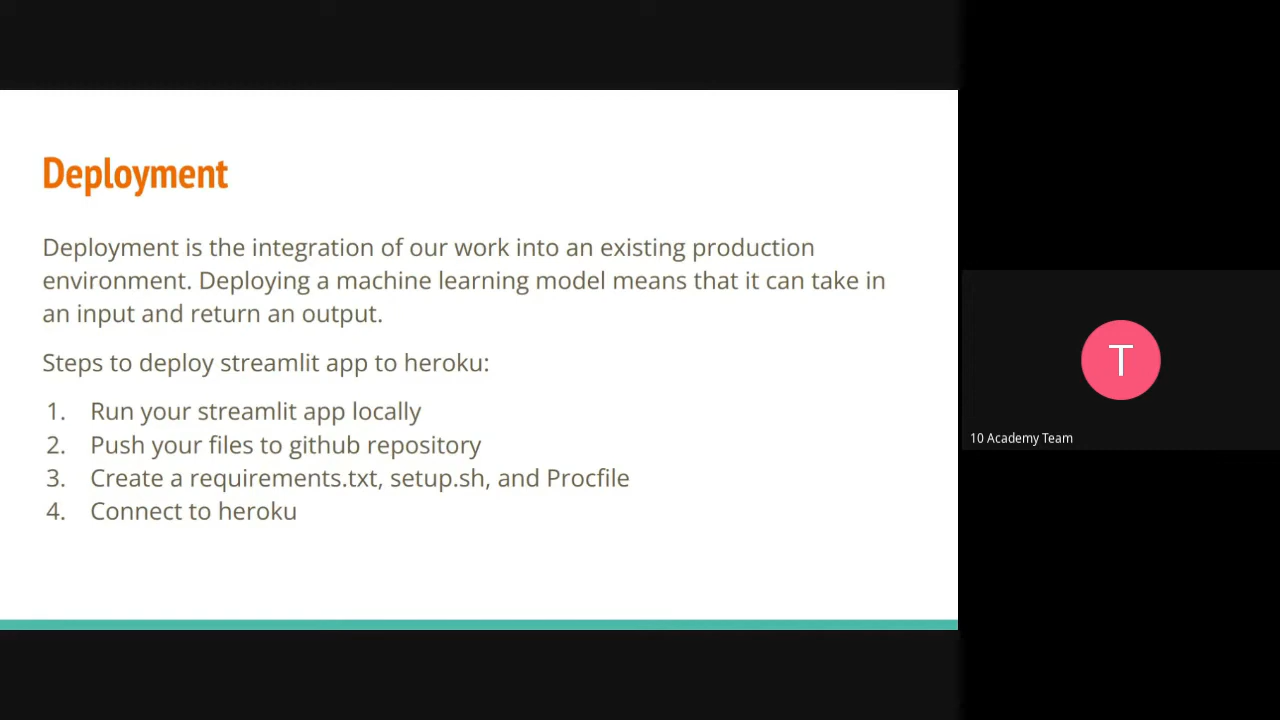 Deployment
Deployment is the integration of our work into an existing production
environment. Deploying a machine learning model means that it can take in
an input and return an output.
Steps to deploy streamlit app to heroku:
1. Run your streamlit app locally
2. Push your files to github repository
3. Create a requirements.txt, setup.sh, and Procfile
4. Connect to heroku
T
10 Academy Team